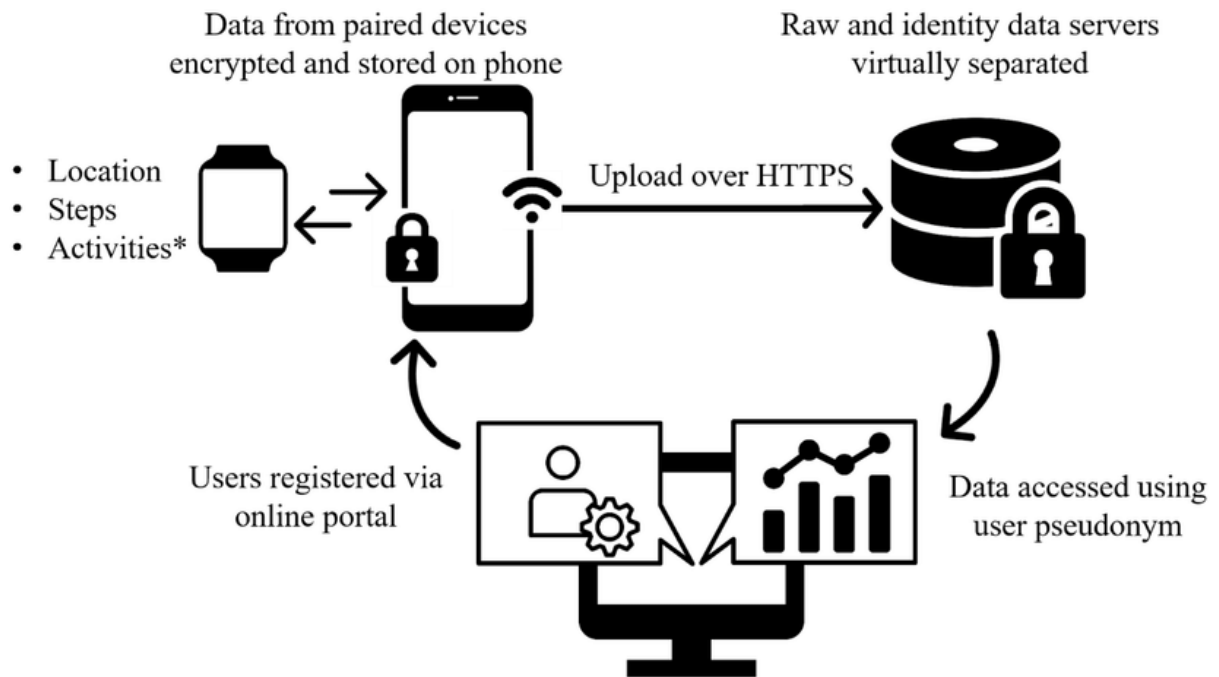 Data from paired devices
encrypted and stored on phone
Raw and identity data servers
virtually separated
• Location
• Steps
• Activities*
Upload over HTTPS
Users registered via
online portal
Data accessed using
user pseudonym